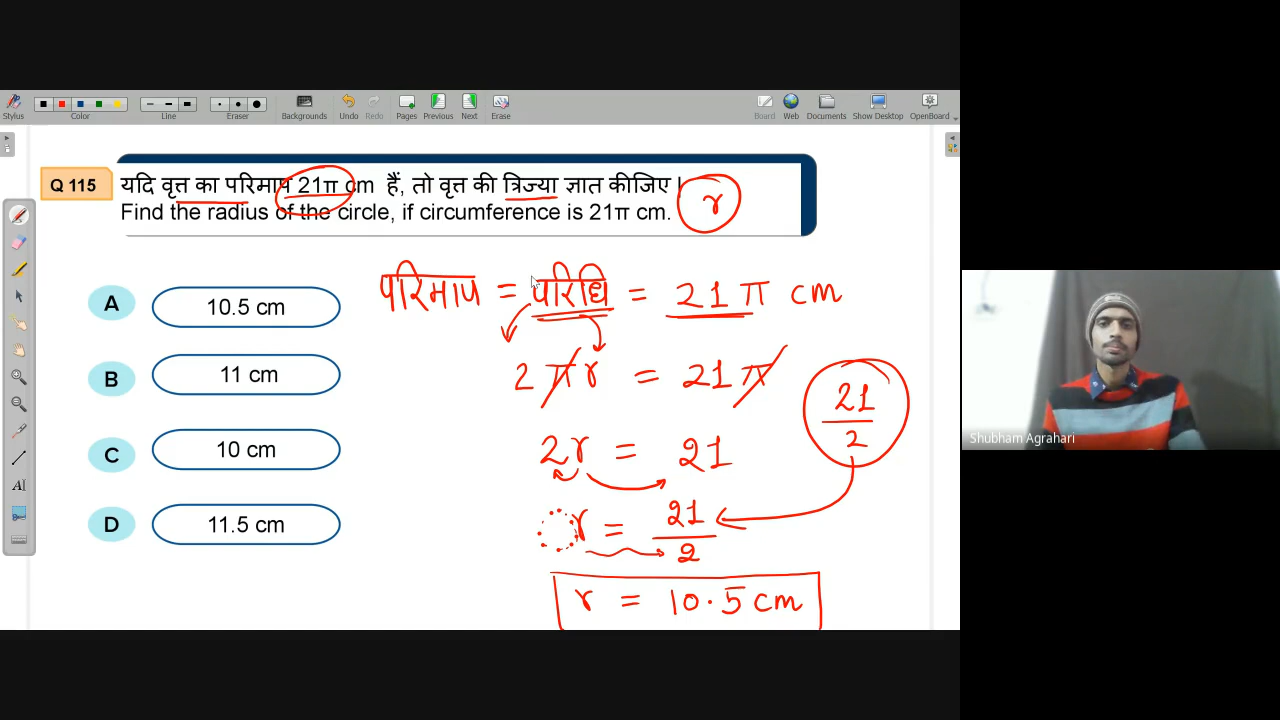 Stylus
Color
Line
Eraser
Backgrounds
Undo
Redo
Pages
Previous
Next
Erase
Board
Web
Documents
Show Desktop
OpenBoard
Q 115
यदि वृत्त का परिमाप 21π cm हैं, तो वृत्त की त्रिज्या ज्ञात कीजिए |
Find the radius of the circle, if circumference is 21π cm.
r
A 10.5 cm
B 11 cm
C 10 cm
D 11.5 cm
परिमाप = परिधि = 21 π cm
2 π r = 21 π
21/2
2r = 21
r = 21/2
r = 10.5 cm
Shubham Agrahari